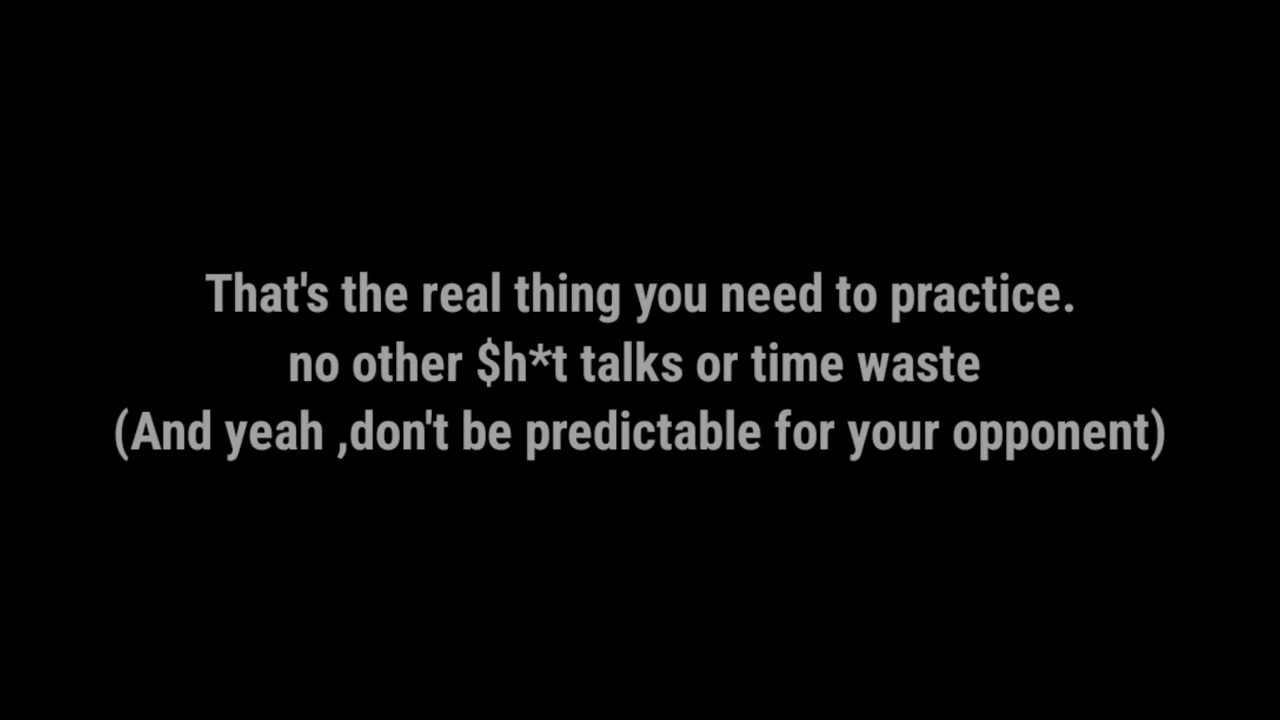 That's the real thing you need to practice.
no other $h*t talks or time waste
(And yeah ,don't be predictable for your opponent)